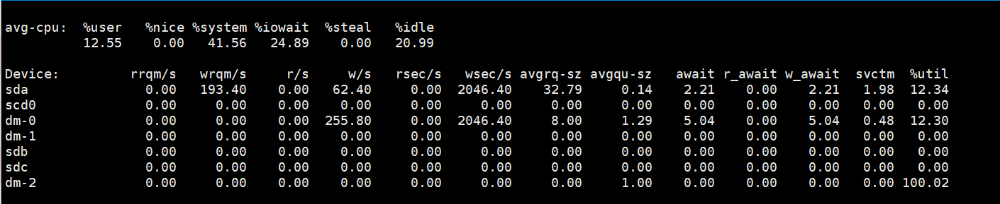 avg-cpu:  %user   %nice %system %iowait  %steal   %idle
          12.55    0.00   41.56   24.89    0.00   20.99
Device:         rrqm/s   wrqm/s     r/s     w/s   rsec/s   wsec/s avgrq-sz avgqu-sz   await r_await w_await  svctm  %util
sda               0.00   193.40    0.00   62.40     0.00  2046.40    32.79     0.14    2.21    0.00    2.21   1.98  12.34
scd0              0.00     0.00    0.00    0.00     0.00     0.00     0.00     0.00    0.00    0.00    0.00   0.00   0.00
dm-0              0.00     0.00    0.00  255.80     0.00  2046.40     8.00     1.29    5.04    0.00    5.04   0.48  12.30
dm-1              0.00     0.00    0.00    0.00     0.00     0.00     0.00     0.00    0.00    0.00    0.00   0.00   0.00
sdb               0.00     0.00    0.00    0.00     0.00     0.00     0.00     0.00    0.00    0.00    0.00   0.00   0.00
sdc               0.00     0.00    0.00    0.00     0.00     0.00     0.00     0.00    0.00    0.00    0.00   0.00   0.00
dm-2              0.00     0.00    0.00    0.00     0.00     0.00     0.00     1.00    0.00    0.00    0.00   0.00 100.02